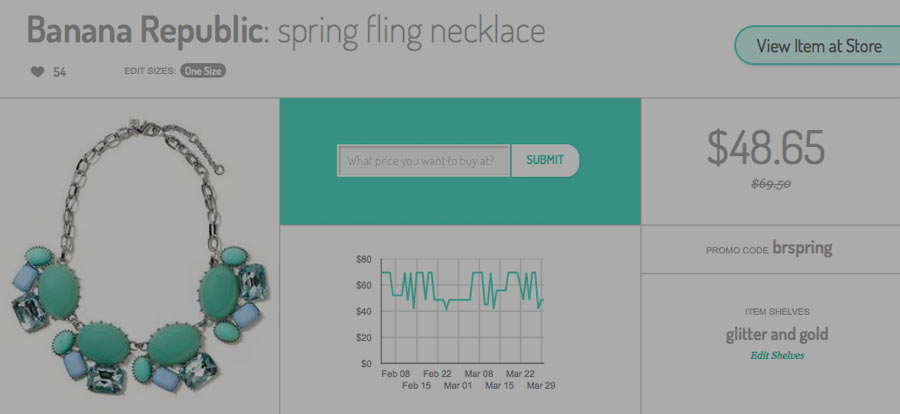 Banana Republic: spring fling necklace
54
EDIT SIZES: One Size
View Item at Store
What price you want to buy at?
SUBMIT
$48.65
$69.50
PROMO CODE brspring
ITEM SHELVES
glitter and gold
Edit Shelves
$80
$60
$40
$20
$0
Feb 08 Feb 22 Mar 08 Mar 22
Feb 15 Mar 01 Mar 15 Mar 29